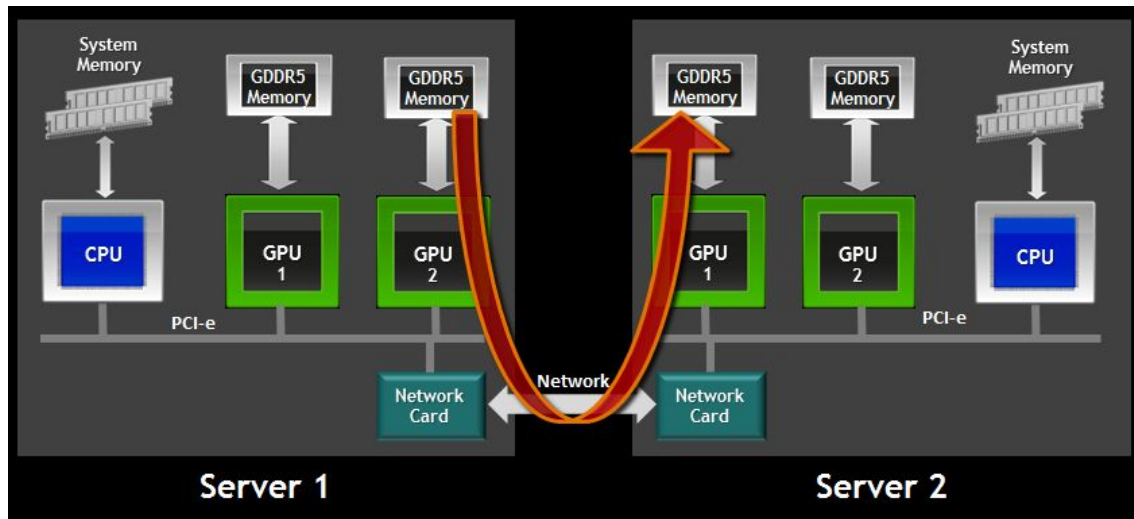 System
Memory
GDDR5
Memory
GDDR5
Memory
CPU
GPU
1
GPU
2
PCI-e
Network
Card
Server 1
Network
GDDR5
Memory
GDDR5
Memory
System
Memory
GPU
1
GPU
2
CPU
PCI-e
Network
Card
Server 2